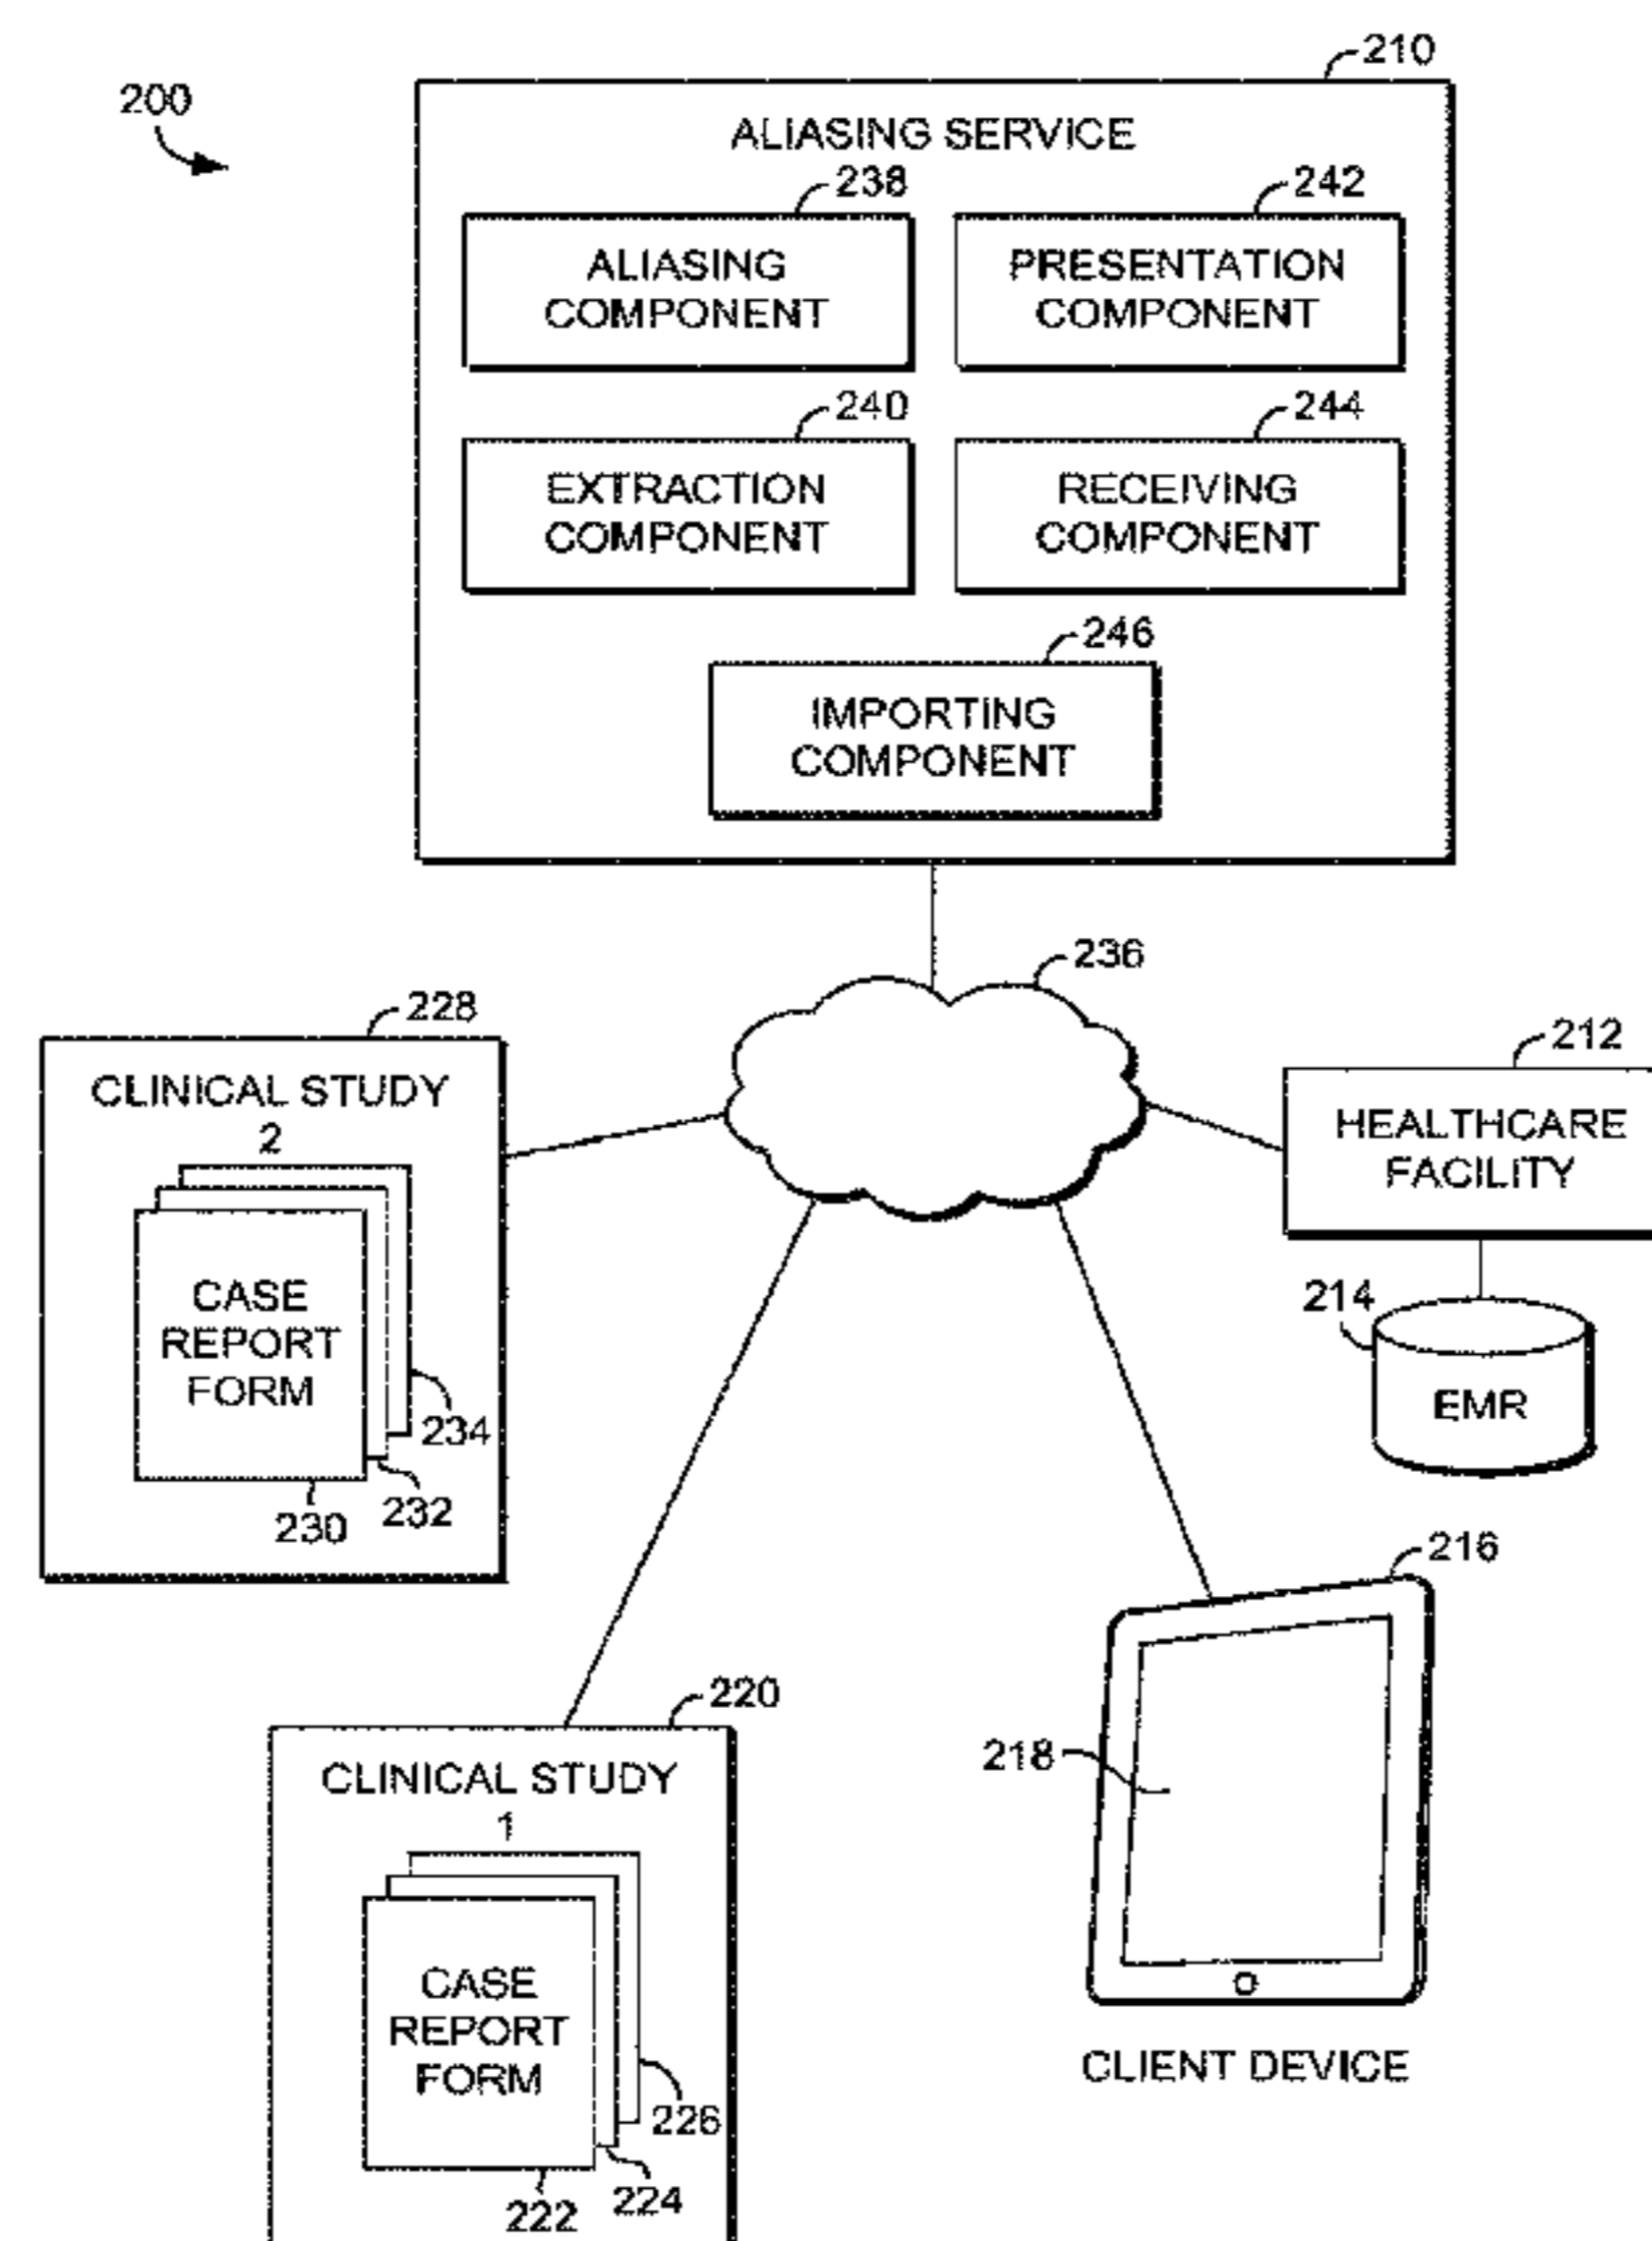 210
200
ALIASING SERVICE
238
242
ALIASING
COMPONENT
PRESENTATION
COMPONENT
240
244
EXTRACTION
COMPONENT
RECEIVING
COMPONENT
246
IMPORTING
COMPONENT
236
228
CLINICAL STUDY
2
CASE
REPORT
FORM
234
232
230
212
HEALTHCARE
FACILITY
214
EMR
216
218
CLIENT DEVICE
220
CLINICAL STUDY
1
CASE
REPORT
FORM
226
224
222